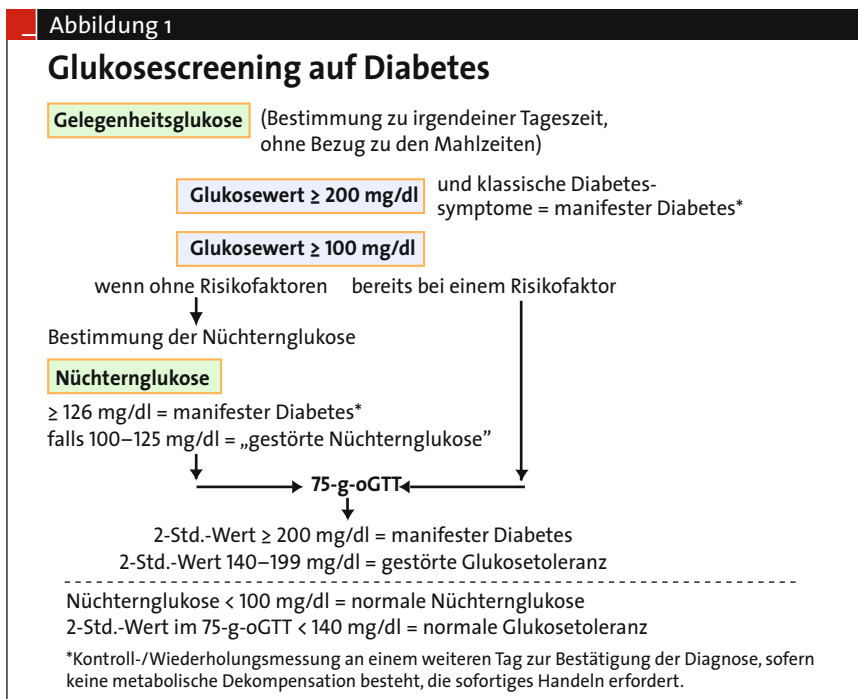 Abbildung 1
Glukosescreening auf Diabetes
Gelegenheitsglukose (Bestimmung zu irgendeiner Tageszeit,
ohne Bezug zu den Mahlzeiten)
Glukosewert ≥ 200 mg/dl und klassische Diabetes-
symptome = manifester Diabetes*
Glukosewert ≥ 100 mg/dl
wenn ohne Risikofaktoren bereits bei einem Risikofaktor
Bestimmung der Nüchternglukose
Nüchternglukose
≥ 126 mg/dl = manifester Diabetes*
falls 100–125 mg/dl = „gestörte Nüchternglukose”
75-g-oGTT
2-Std.-Wert ≥ 200 mg/dl = manifester Diabetes
2-Std.-Wert 140–199 mg/dl = gestörte Glukosetoleranz
Nüchternglukose < 100 mg/dl = normale Nüchternglukose
2-Std.-Wert im 75-g-oGTT < 140 mg/dl = normale Glukosetoleranz
*Kontroll-/Wiederholungsmessung an einem weiteren Tag zur Bestätigung der Diagnose, sofern
keine metabolische Dekompensation besteht, die sofortiges Handeln erfordert.